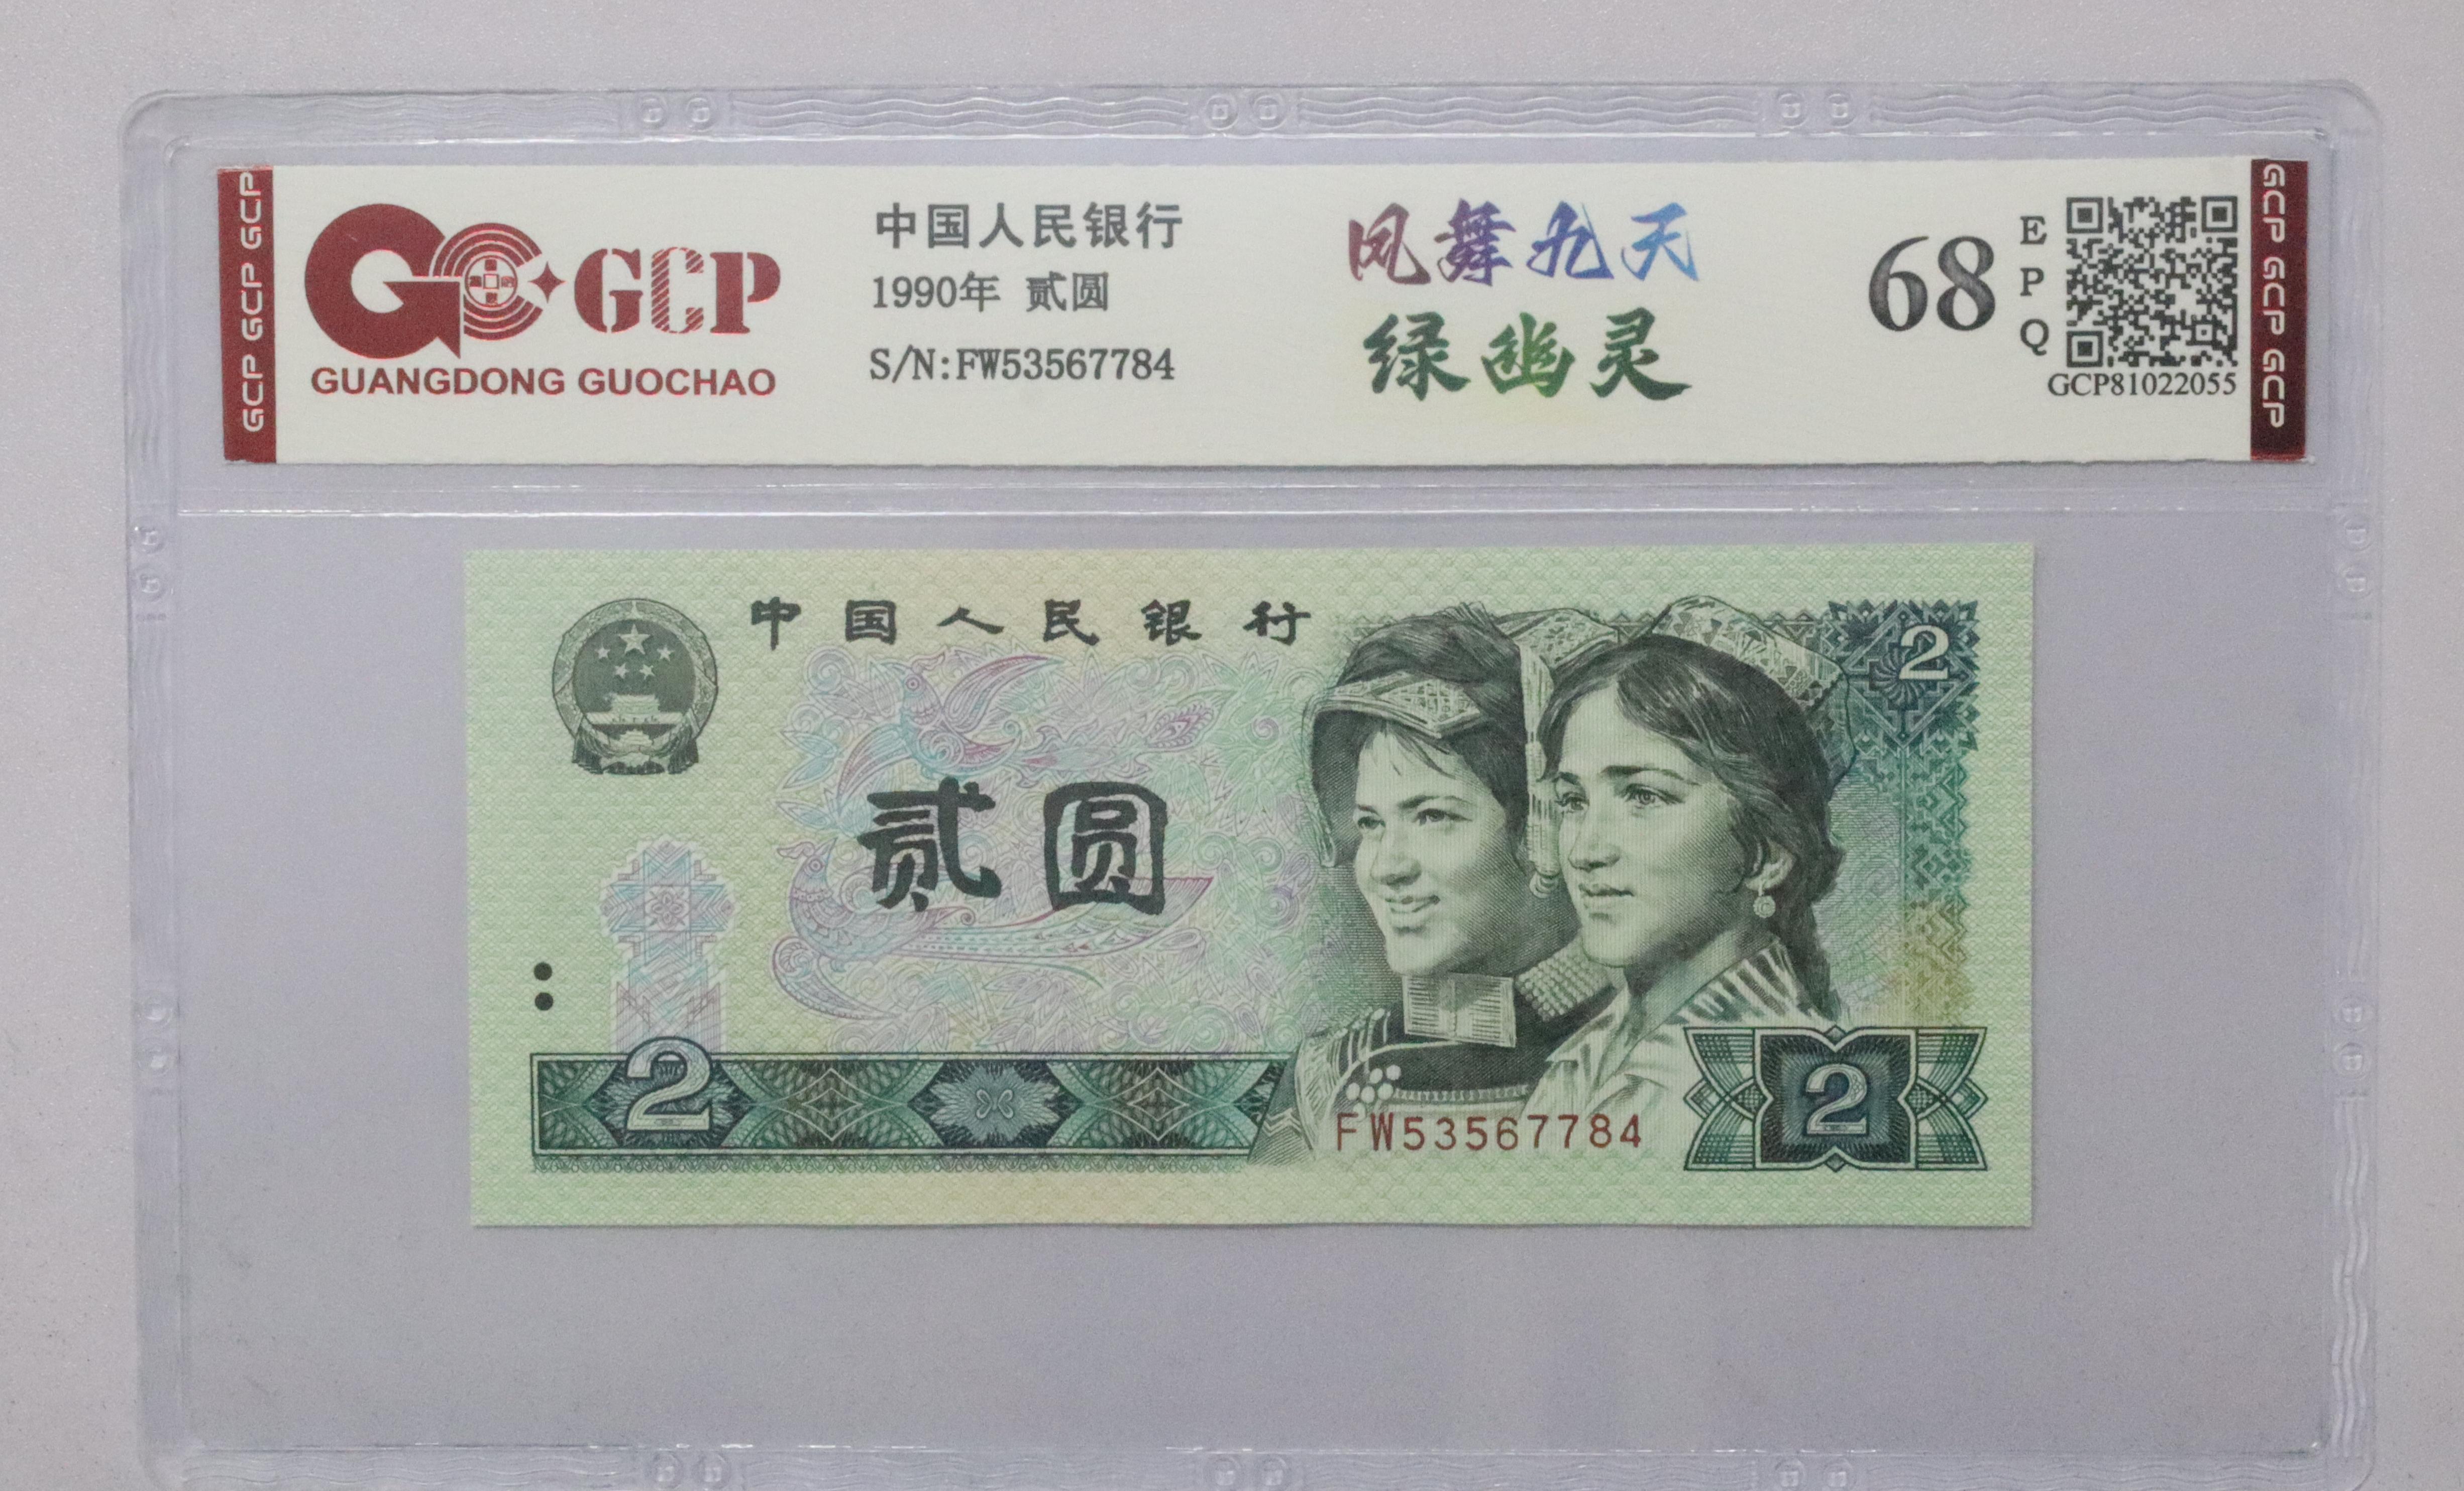 GCP GCP GCP
GCP
GUANGDONG GUOCHAO
中国人民银行
1990年 贰圆
S/N:FW53567784
凤舞九天
绿幽灵
68
EPQ
GCP81022055
GCP GCP GCP
中国人民银行
2
贰圆
2
FW53567784
2